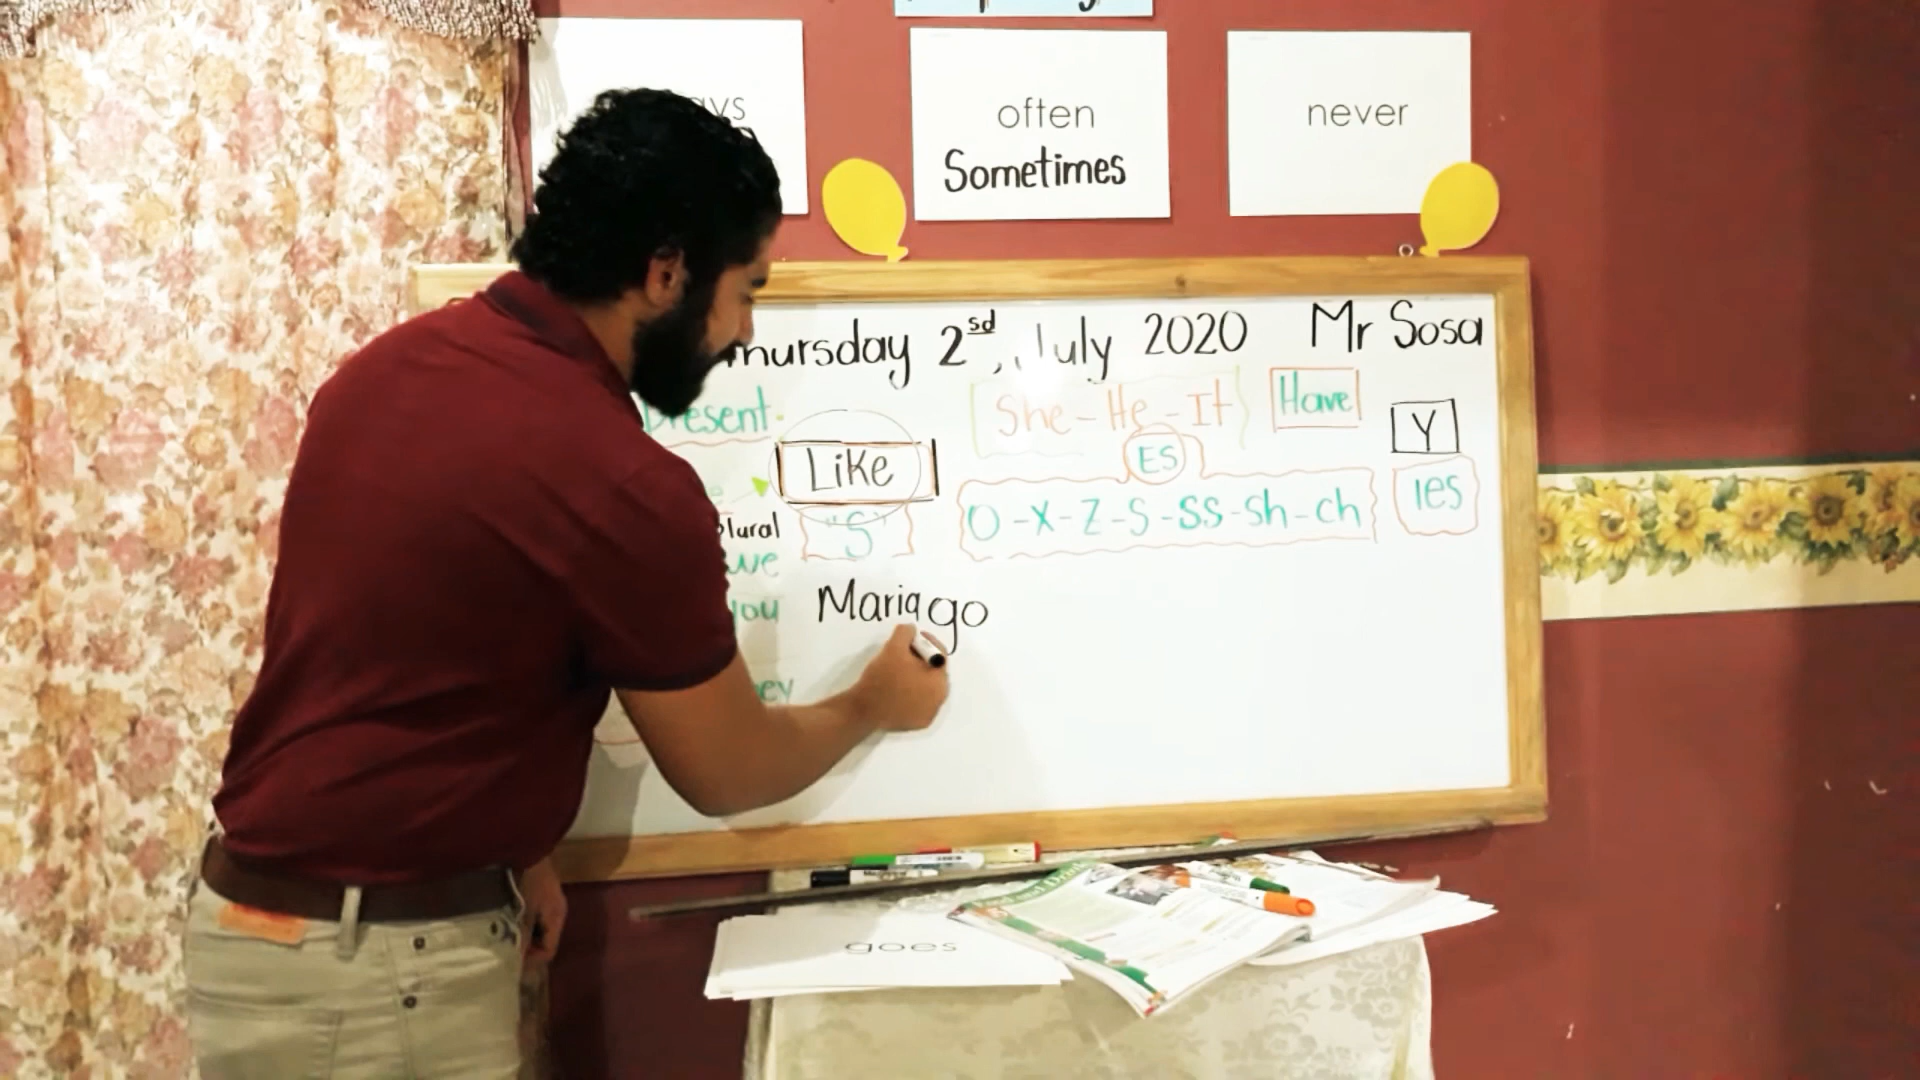 often
never
Sometimes
Thursday 2sd, July 2020 Mr Sosa
Present
She - He - It
Have
Y
ES
Like
ies
O - X - Z - S - SS - Sh - ch
"S"
Plural
we
you
Maria go
goes